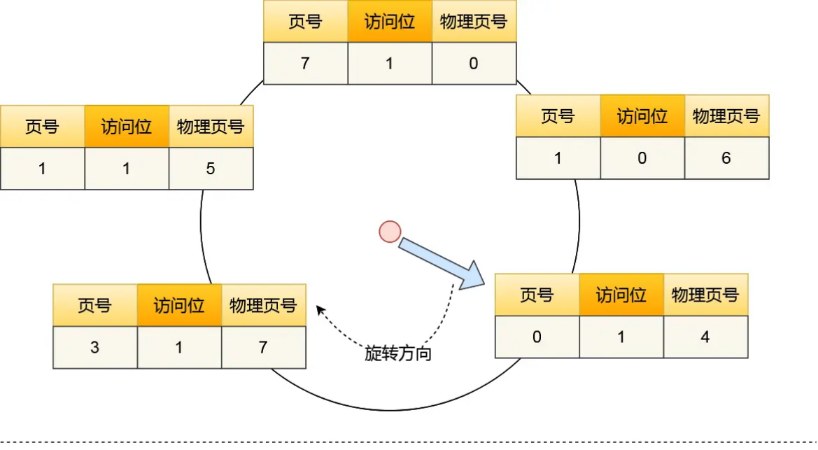 页号 访问位 物理页号
7 1 0
页号 访问位 物理页号
1 1 5
页号 访问位 物理页号
1 0 6
页号 访问位 物理页号
3 1 7
页号 访问位 物理页号
0 1 4
旋转方向